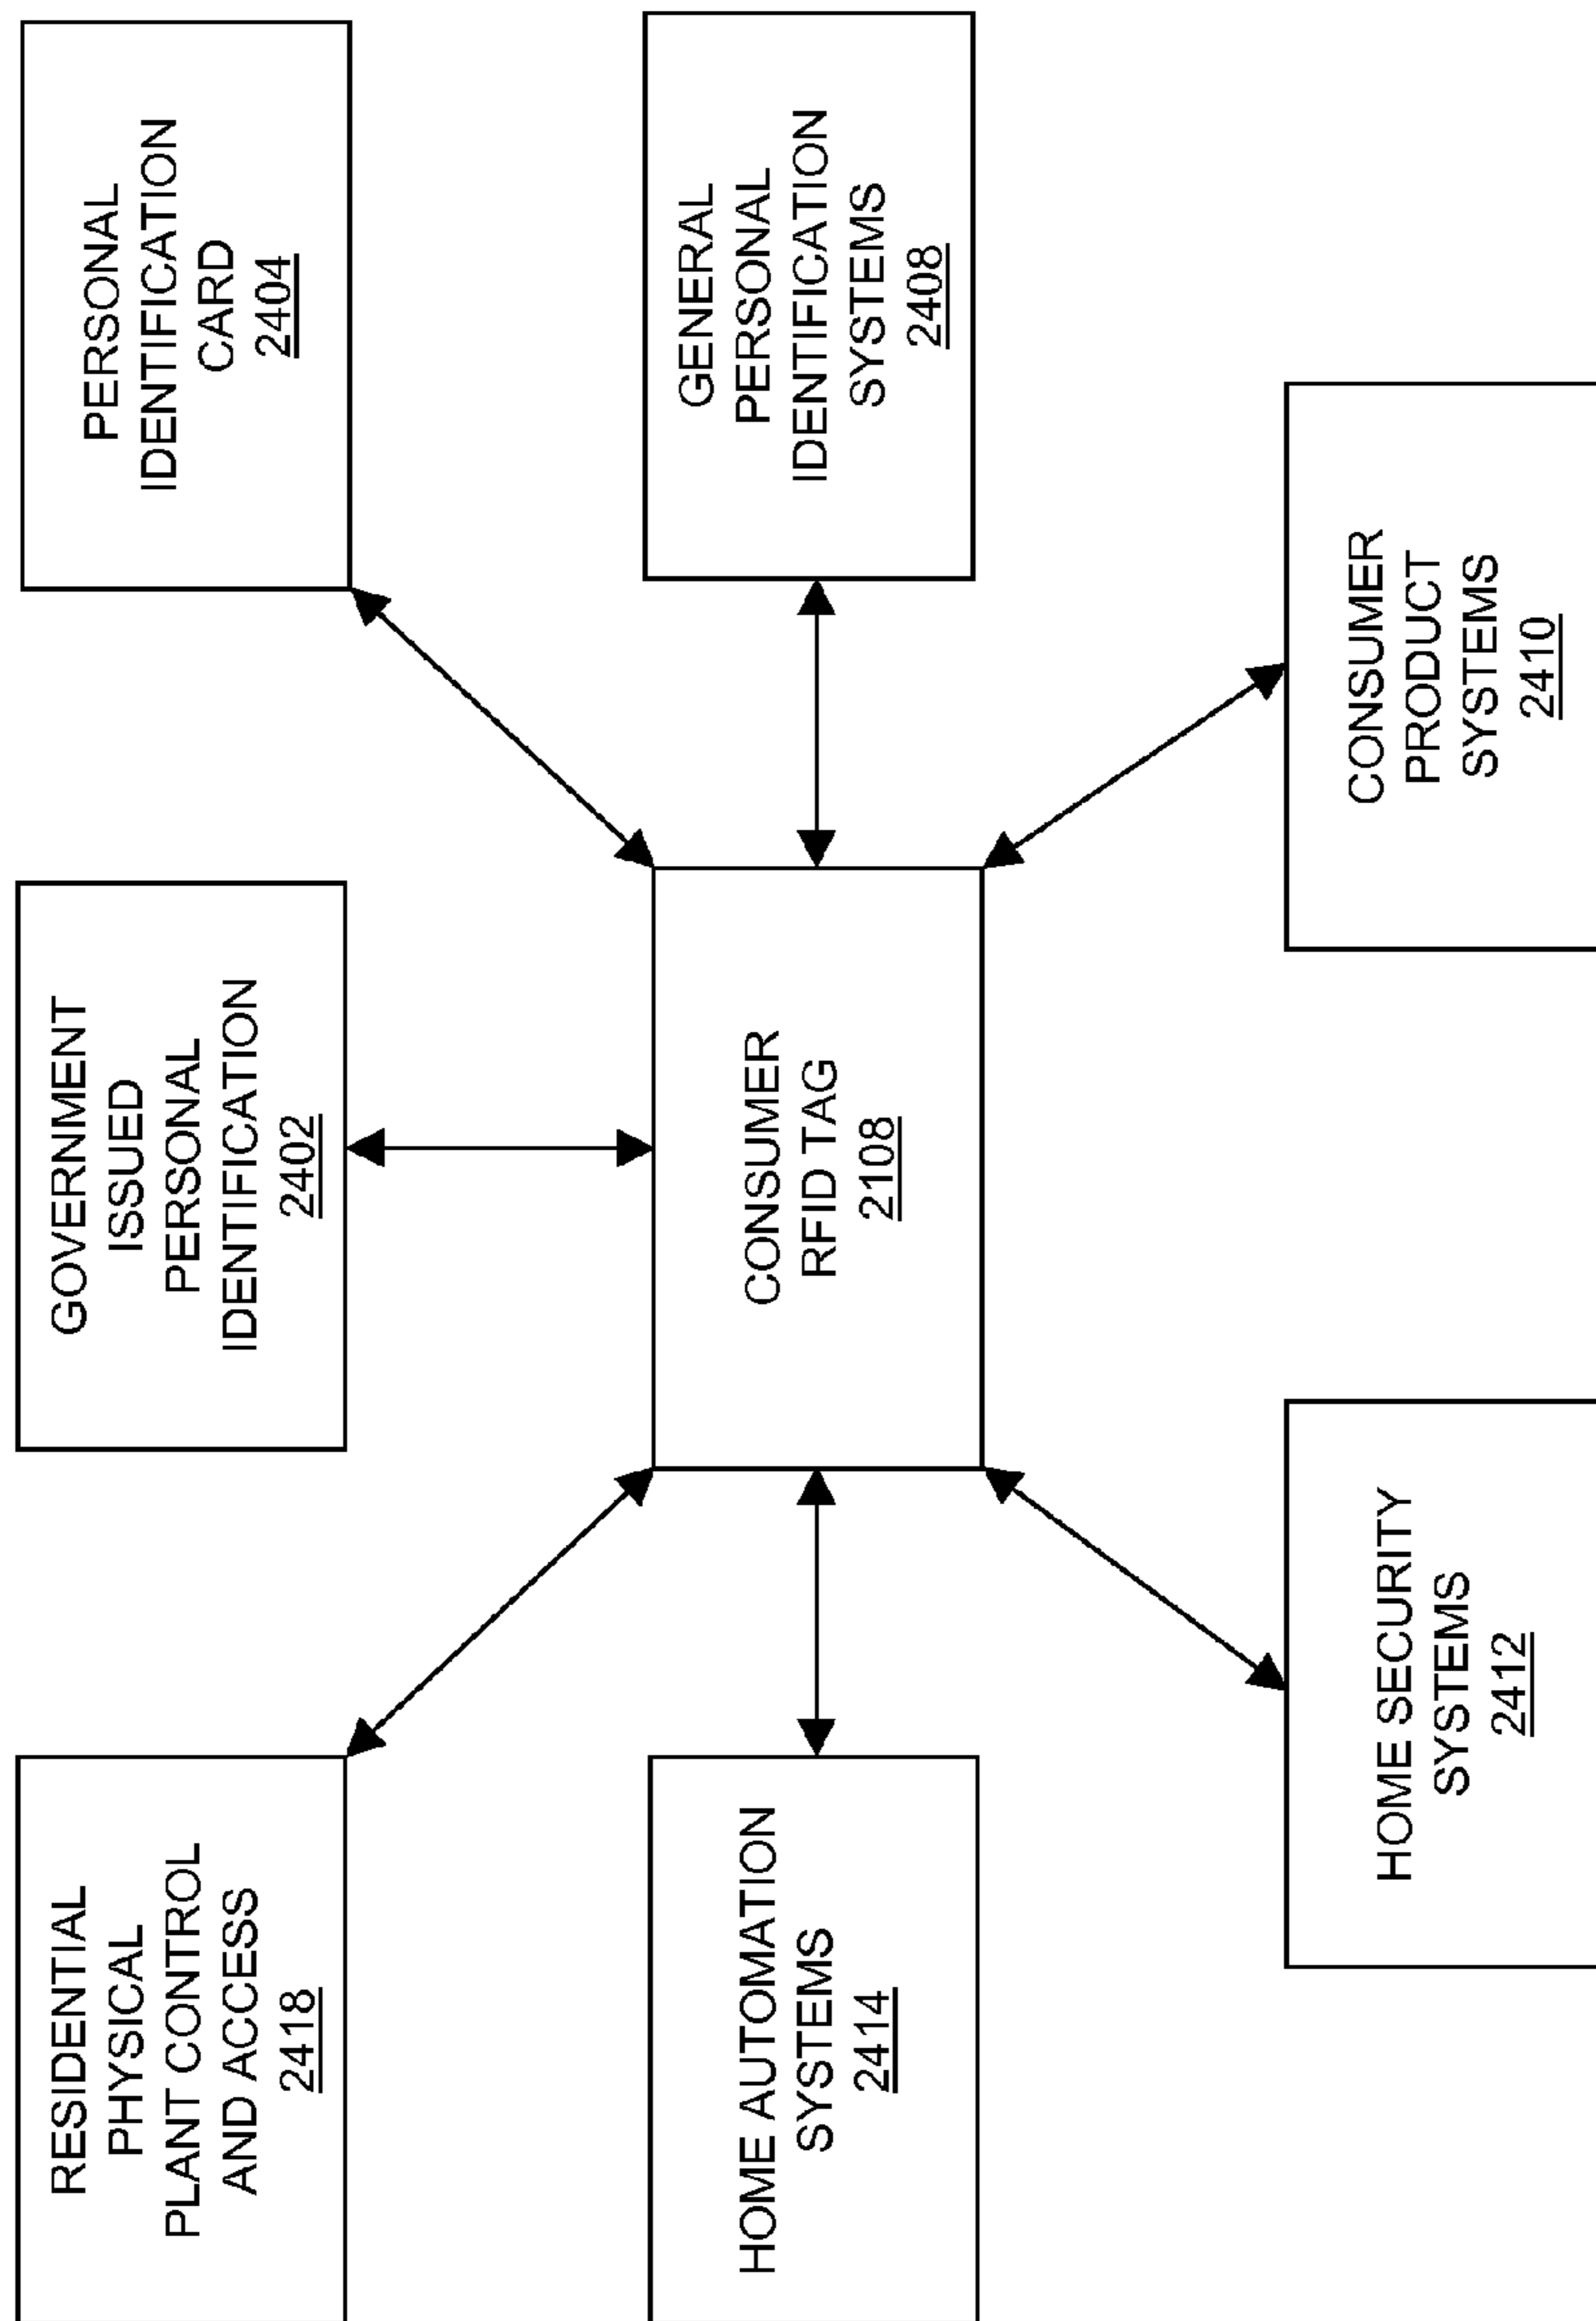 RESIDENTIAL
PHYSICAL
PLANT CONTROL
AND ACCESS
2418
GOVERNMENT
ISSUED
PERSONAL
IDENTIFICATION
2402
PERSONAL
IDENTIFICATION
CARD
2404
HOME AUTOMATION
SYSTEMS
2414
CONSUMER
RFID TAG
2108
GENERAL
PERSONAL
IDENTIFICATION
SYSTEMS
2408
HOME SECURITY
SYSTEMS
2412
CONSUMER
PRODUCT
SYSTEMS
2410